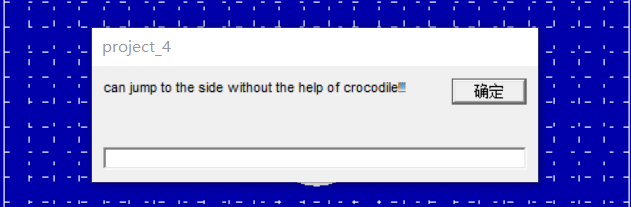 project_4
can jump to the side without the help of crocodile!!!
确定